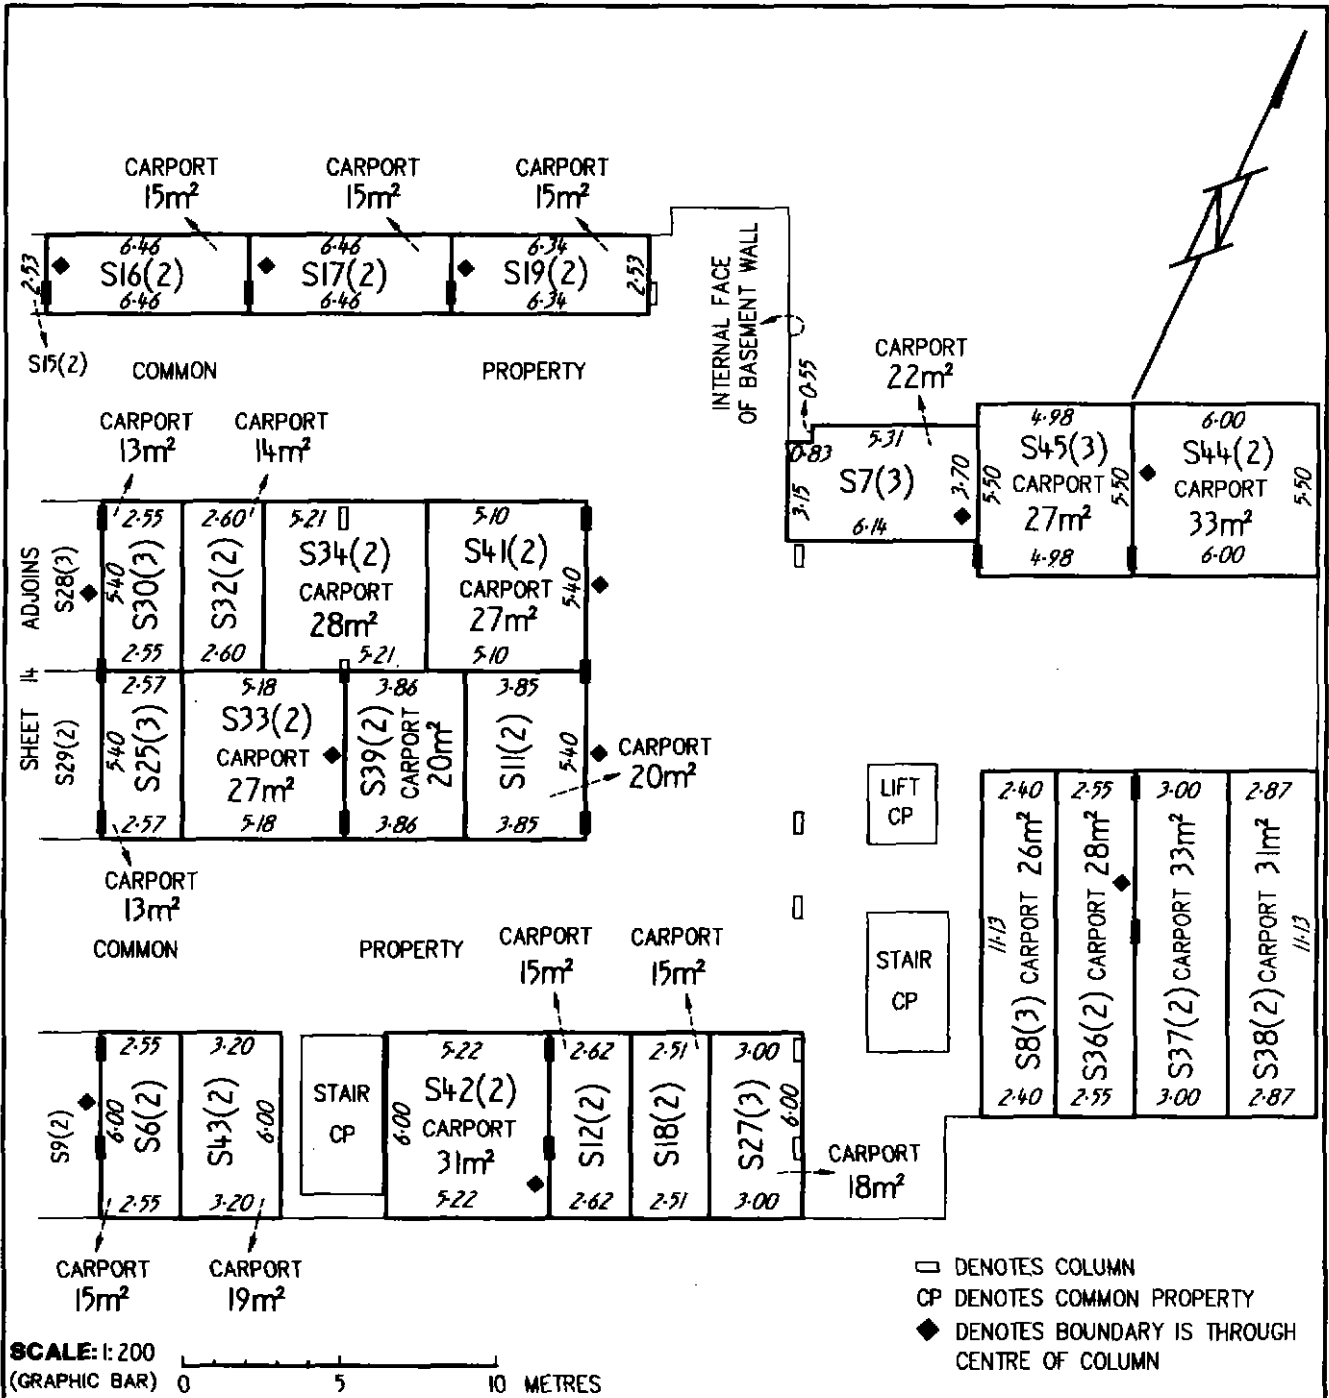 CARPORT
15m²
CARPORT
15m²
CARPORT
15m²
6·46
6·46
6·34
2·53
S16(2)
S17(2)
S19(2)
2·53
6·46
6·46
6·34
S15(2)
COMMON
PROPERTY
INTERNAL FACE
OF BASEMENT WALL
0·55
CARPORT
22m²
0·83
5·31
S7(3)
3·15
3·70
6·14
4·98
S45(3)
CARPORT
27m²
5·50
5·50
4·98
6·00
S44(2)
CARPORT
33m²
5·50
6·00
CARPORT
13m²
CARPORT
14m²
ADJOINS
SHEET 14
S28(3)
S29(2)
2·55
5·40
S30(3)
2·55
2·60
S32(2)
2·60
5·21
S34(2)
CARPORT
28m²
5·21
5·10
S41(2)
CARPORT
27m²
5·40
5·10
2·57
5·40
S25(3)
2·57
5·18
S33(2)
CARPORT
27m²
5·18
3·86
S39(2)
CARPORT
20m²
3·86
3·85
S11(2)
5·40
3·85
CARPORT
20m²
CARPORT
13m²
LIFT
CP
STAIR
CP
2·40
11·13
S8(3) CARPORT 26m²
2·40
2·55
S36(2) CARPORT 28m²
2·55
3·00
S37(2) CARPORT 33m²
3·00
2·87
S38(2) CARPORT 31m²
11·13
2·87
COMMON
PROPERTY
CARPORT
15m²
CARPORT
15m²
S9(2)
2·55
6·00
S6(2)
2·55
3·20
S43(2)
6·00
3·20
STAIR
CP
5·22
6·00
S42(2)
CARPORT
31m²
5·22
2·62
S12(2)
2·62
2·51
S18(2)
2·51
3·00
S27(3)
6·00
3·00
CARPORT
18m²
CARPORT
15m²
CARPORT
19m²
DENOTES COLUMN
CP DENOTES COMMON PROPERTY
DENOTES BOUNDARY IS THROUGH
CENTRE OF COLUMN
SCALE: 1:200
(GRAPHIC BAR) 0 5 10 METRES